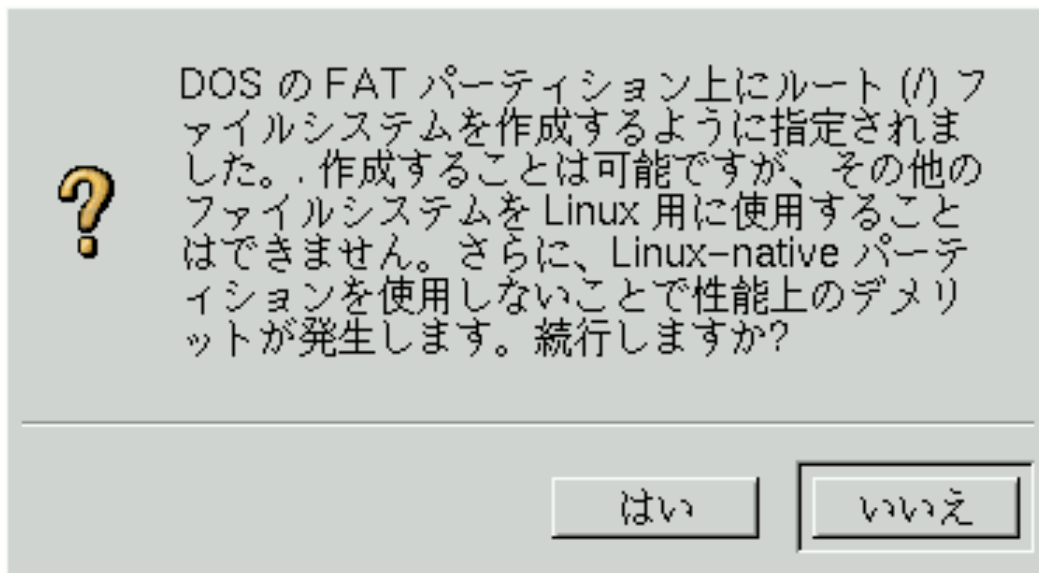 DOS の FAT パーティション上にルート (/) フ
ァイルシステムを作成するように指定されま
した。. 作成することは可能ですが、その他の
ファイルシステムを Linux 用に使用すること
はできません。さらに、Linux-native パーテ
ィションを使用しないことで性能上のデメリ
ットが発生します。続行しますか?
はい
いいえ